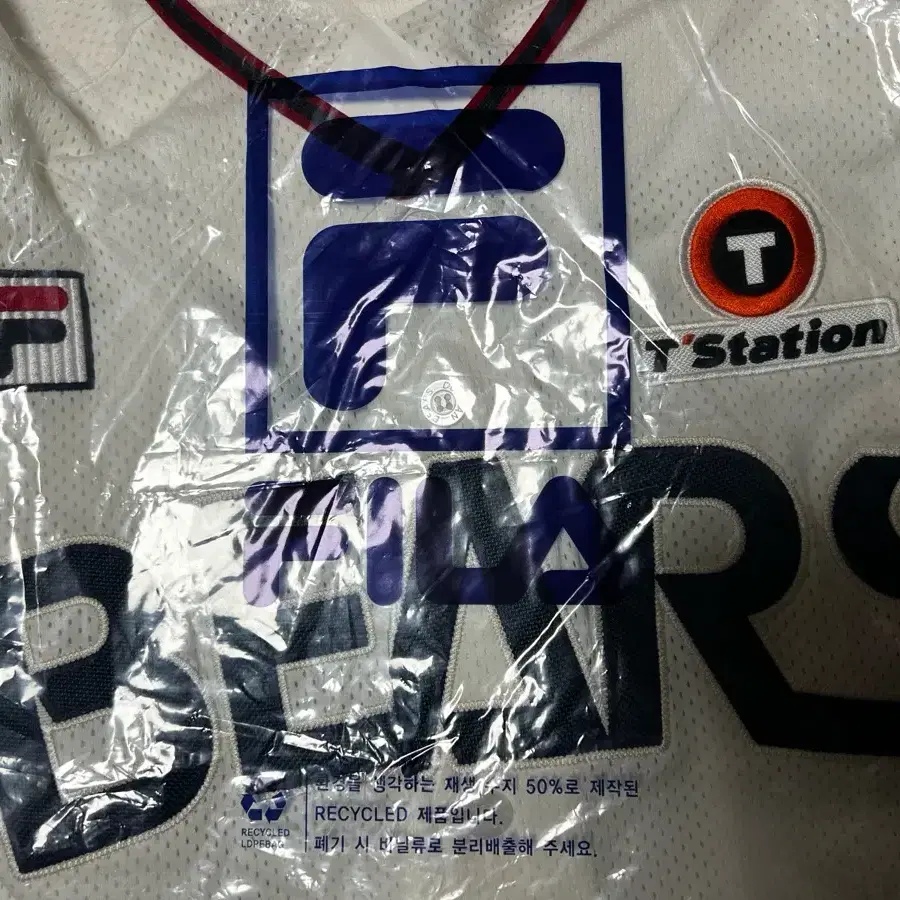 T
T'Station
FILA
BEARS
환경을 생각하는 재생 수지 50%로 제작된
RECYCLED 제품입니다.
폐기 시 비닐류로 분리배출해 주세요.
RECYCLED
LDPEBAG